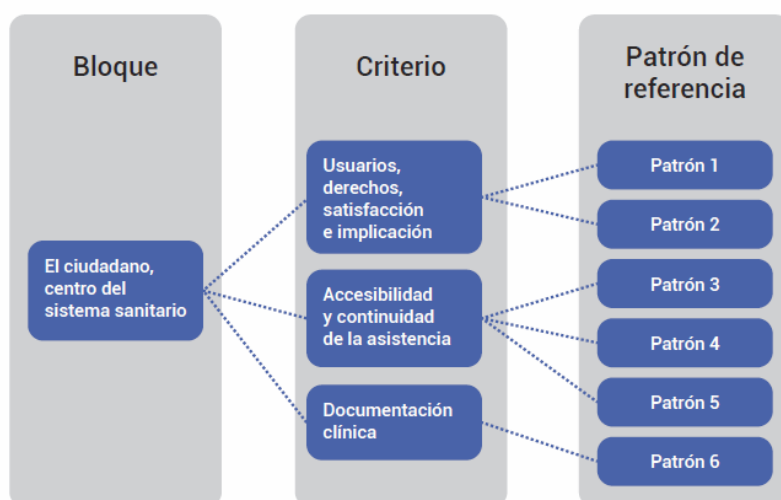 Bloque
El ciudadano,
centro del
sistema sanitario
Criterio
Usuarios,
derechos,
satisfacción
e implicación
Accesibilidad
y continuidad
de la asistencia
Documentación
clínica
Patrón de
referencia
Patrón 1
Patrón 2
Patrón 3
Patrón 4
Patrón 5
Patrón 6